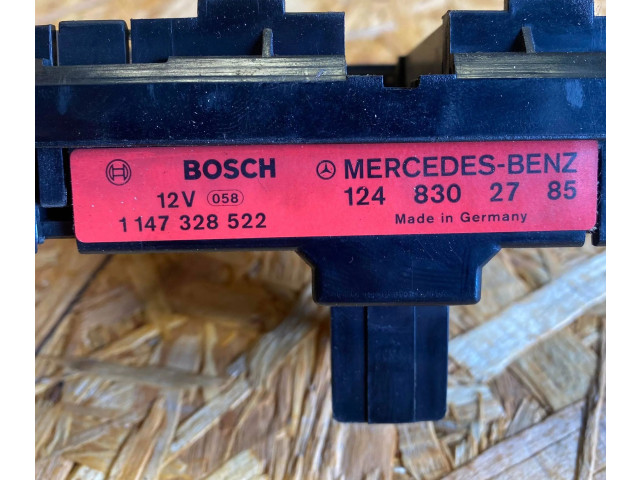 BOSCH MERCEDES-BENZ
12V 058 124 830 27 85
1 147 328 522 Made in Germany